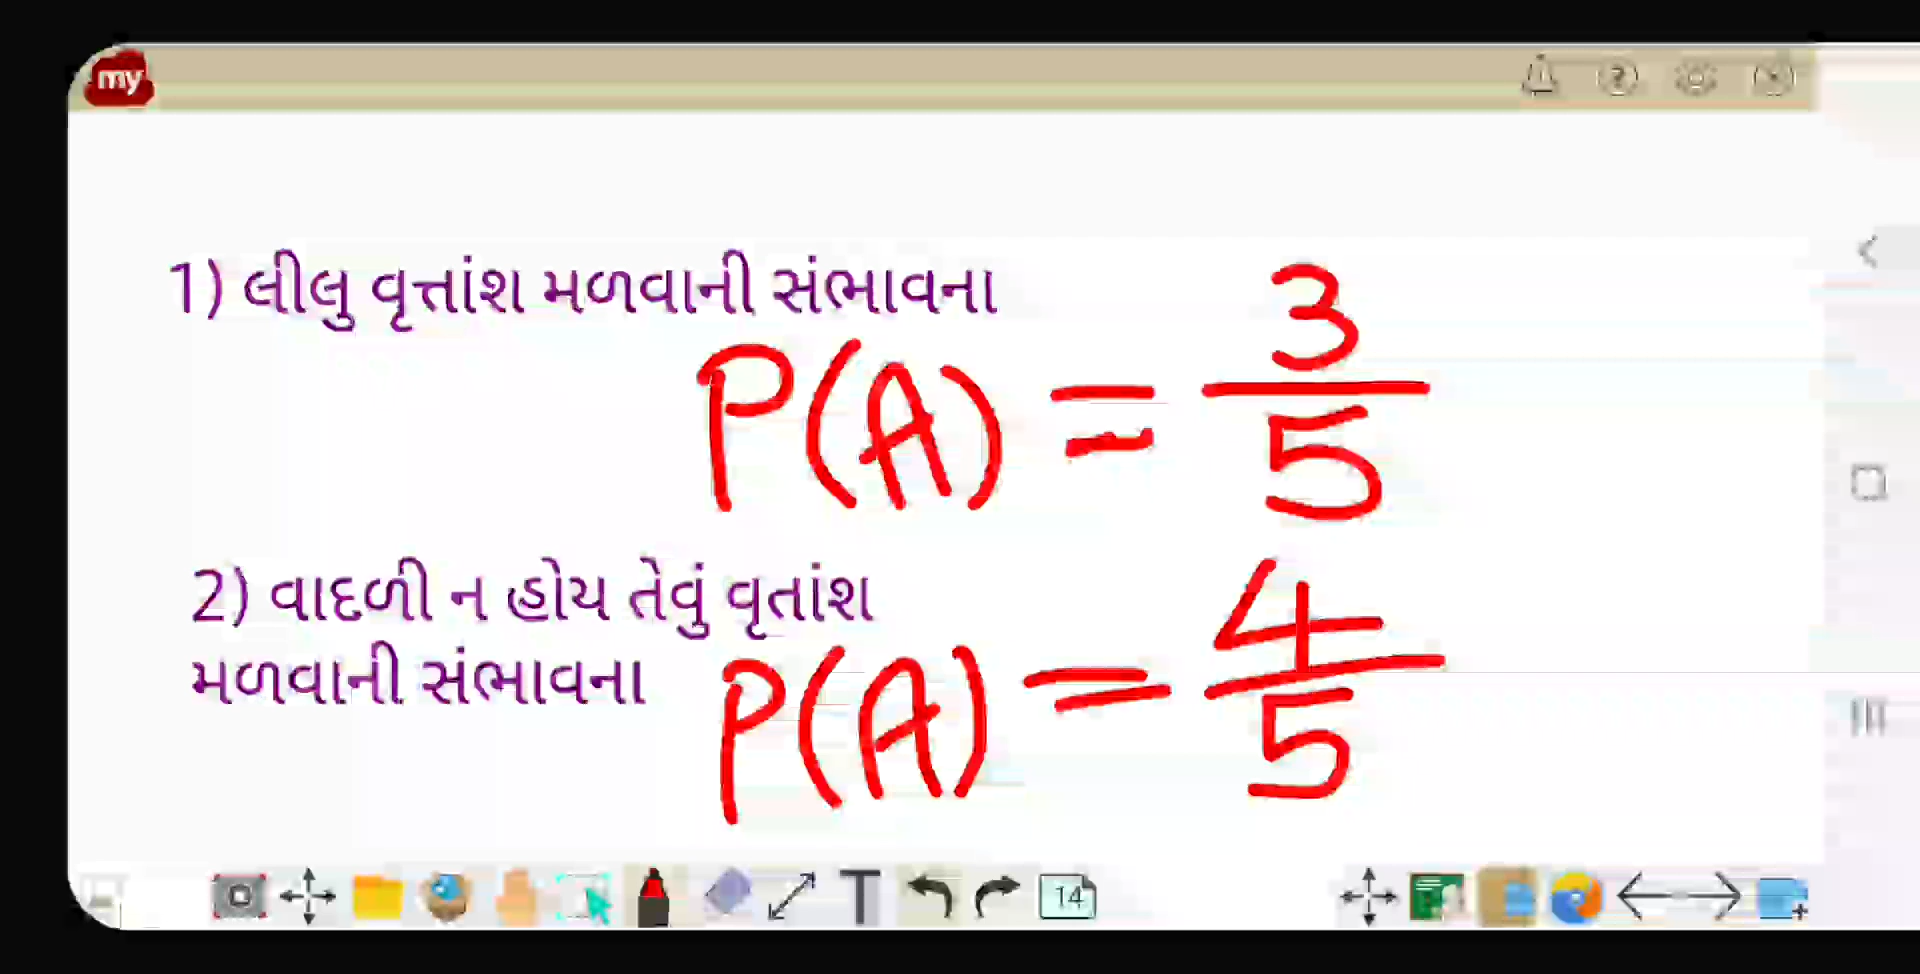 my
1) લીલુ વૃત્તાંશ મળવાની સંભાવના
P(A) = 3/5
2) વાદળી ન હોય તેવું વૃતાંશ
મળવાની સંભાવના P(A) = 4/5
T 14